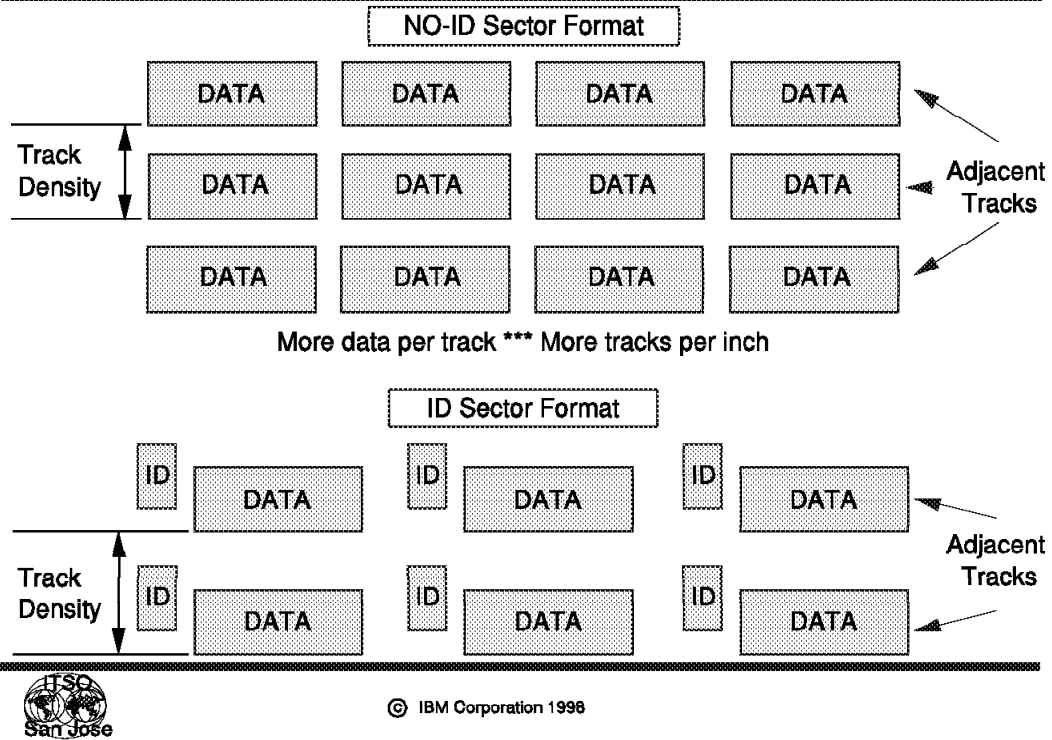 NO-ID Sector Format
DATA DATA DATA DATA
Track
Density
DATA DATA DATA DATA
Adjacent
Tracks
DATA DATA DATA DATA
More data per track *** More tracks per inch
ID Sector Format
ID DATA ID DATA ID DATA
Track
Density
Adjacent
Tracks
ID DATA ID DATA ID DATA
ITSO
San Jose
© IBM Corporation 1998